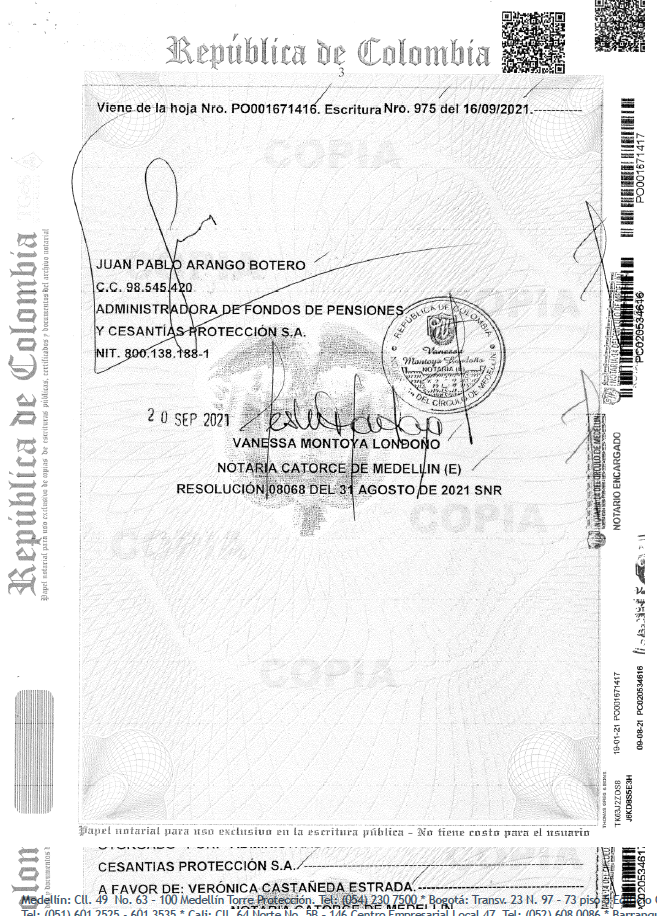 República de Colombia
3
Viene de la hoja Nro. PO001671416. Escritura Nro. 975 del 16/09/2021.----------
COPIA
JUAN PABLO ARANGO BOTERO
C.C. 98.545.420
ADMINISTRADORA DE FONDOS DE PENSIONES
Y CESANTÍAS PROTECCIÓN S.A.
NIT. 800.138.188-1
COPIA
REPÚBLICA DE COLOMBIA
Vanessa
Montoya Londoño
NOTARIA (E)
DEL CÍRCULO DE MEDELLÍN
20 SEP 2021
VANESSA MONTOYA LONDOÑO
NOTARIA CATORCE DE MEDELLIN (E)
RESOLUCIÓN 08068 DEL 31 AGOSTO DE 2021 SNR
COPIA
COPIA
COPIA
Papel notarial para uso exclusivo en la escritura pública - No tiene costo para el usuario
CESANTIAS PROTECCIÓN S.A.
A FAVOR DE: VERÓNICA CASTAÑEDA ESTRADA.
Medellín: Cll. 49 No. 63 - 100 Medellín Torre Protección. Tel: (054) 230 7500 * Bogotá: Transv. 23 N. 97 - 73 piso
Tel: (051) 601 2525 - 601 3535 * Cali: Cll. 64 Norte No. 5B - 146 Centro Empresarial Local 47. Tel: (052) 608 0086 *
República de Colombia
Papel notarial para uso exclusivo de copias de escrituras públicas, certificados y documentos del archivo notarial
PO001671417
PC020534616
NOTARIO ENCARGADO
19-01-21 PO001671417
09-08-21 PC020534616
J6KD8S5E3H